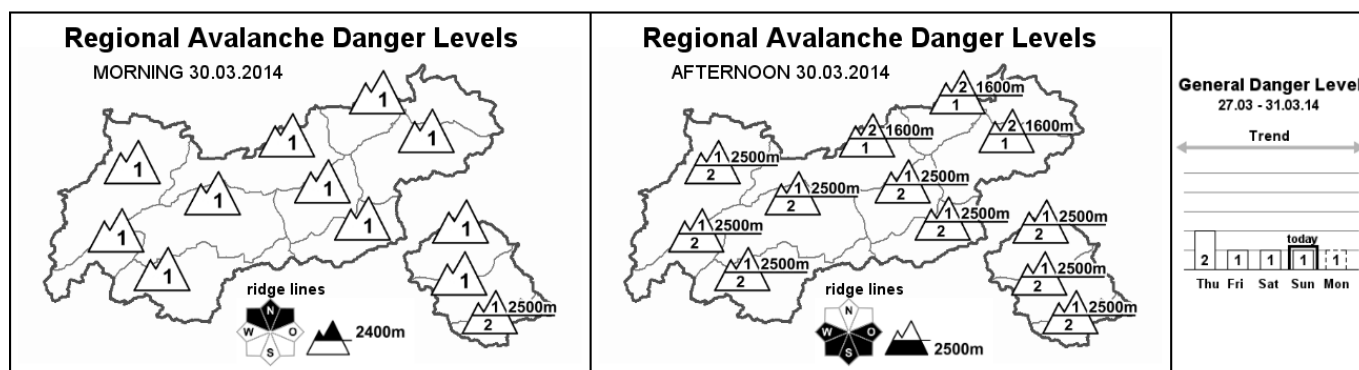 Regional Avalanche Danger Levels
MORNING 30.03.2014
1
1
1
1
1
1
1
1
1
1
1
1 2500m
2
ridge lines
N
W O
S
2400m
Regional Avalanche Danger Levels
AFTERNOON 30.03.2014
2 1600m
1
2 1600m
1
2 1600m
1
1 2500m
2
1 2500m
2
1 2500m
2
1 2500m
2
1 2500m
2
1 2500m
2
1 2500m
2
1 2500m
2
1 2500m
2
ridge lines
N
W O
S
2500m
General Danger Level
27.03 - 31.03.14
Trend
today
2 1 1 1 1
Thu Fri Sat Sun Mon